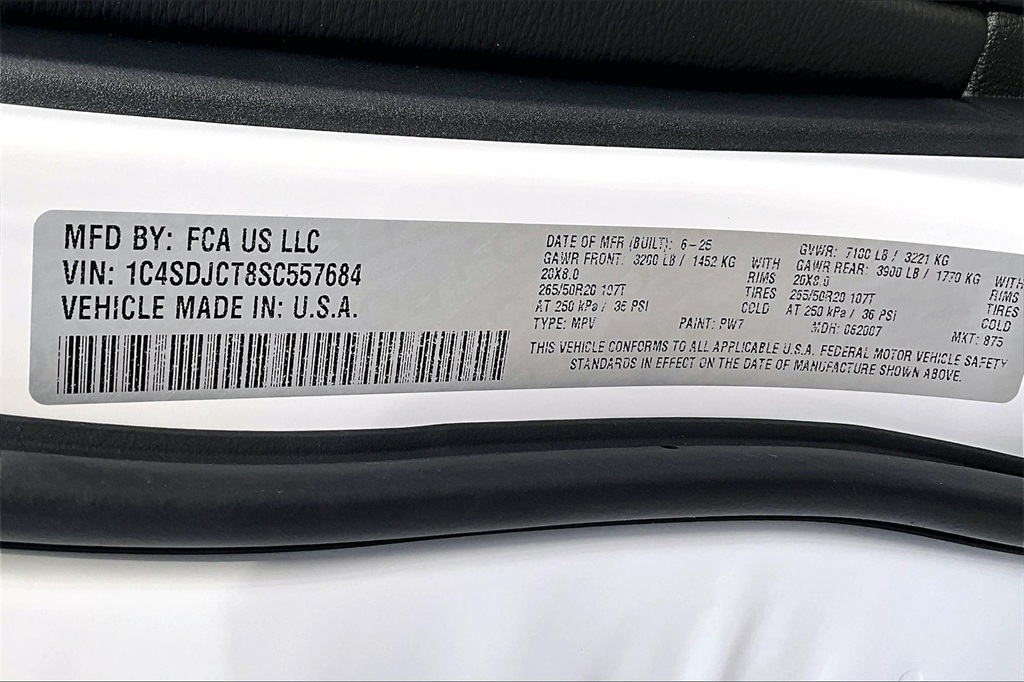 MFD BY: FCA US LLC
VIN: 1C4SDJCT8SC557684
VEHICLE MADE IN: U.S.A.
DATE OF MFR (BUILT): 6-25 GVWR: 7100 LB / 3221 KG
GAWR FRONT: 3200 LB / 1452 KG WITH GAWR REAR: 3900 LB / 1770 KG WITH
20X8.0 RIMS 20X8.0 RIMS
265/50R20 107T TIRES 265/50R20 107T TIRES
AT 250 kPa / 36 PSI COLD AT 250 kPa / 36 PSI COLD
TYPE: MPV PAINT: PW7 MDH: 062007 MKT: 875
THIS VEHICLE CONFORMS TO ALL APPLICABLE U.S.A. FEDERAL MOTOR VEHICLE SAFETY
STANDARDS IN EFFECT ON THE DATE OF MANUFACTURE SHOWN ABOVE.